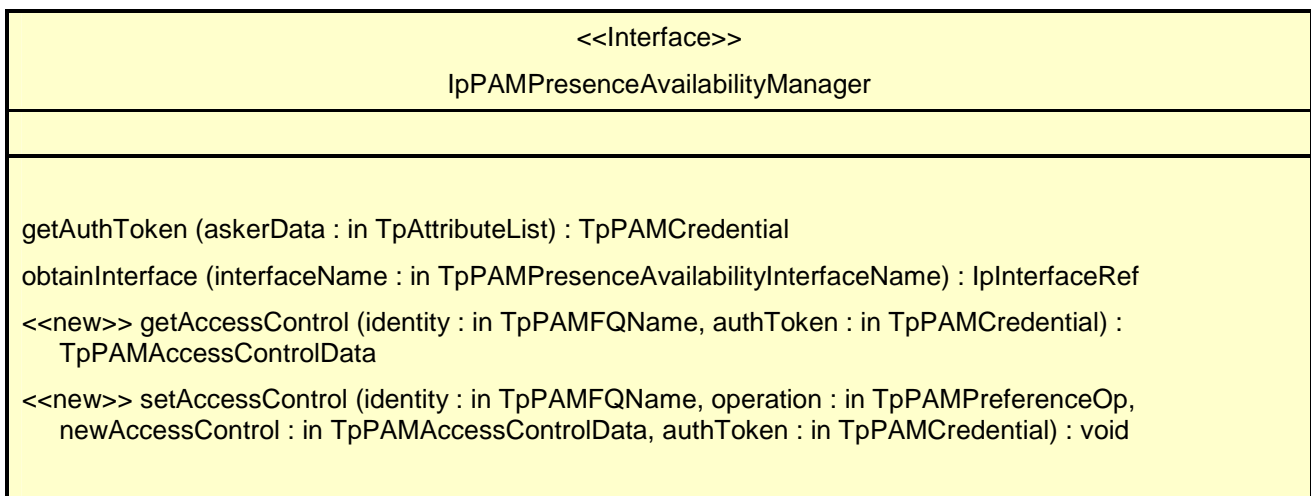 <<Interface>>
IpPAMPresenceAvailabilityManager
getAuthToken (askerData : in TpAttributeList) : TpPAMCredential
obtainInterface (interfaceName : in TpPAMPresenceAvailabilityInterfaceName) : IpInterfaceRef
<<new>> getAccessControl (identity : in TpPAMFQName, authToken : in TpPAMCredential) :
TpPAMAccessControlData
<<new>> setAccessControl (identity : in TpPAMFQName, operation : in TpPAMPreferenceOp,
newAccessControl : in TpPAMAccessControlData, authToken : in TpPAMCredential) : void